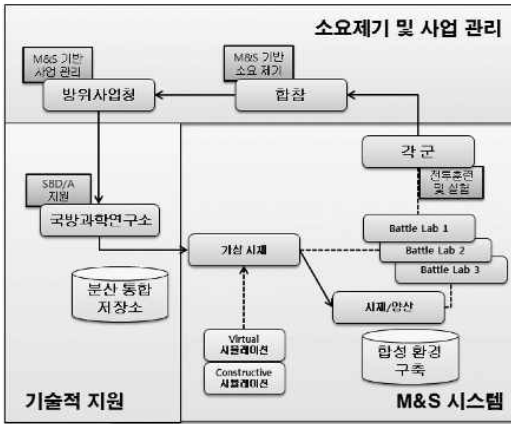 소요제기 및 사업 관리
M&S 기반
사업 관리
방위사업청
M&S 기반
소요 제기
합참
각 군
전투훈련
및 실험
SBD/A
지원
국방과학연구소
가상 시제
Battle Lab 1
Battle Lab 2
Battle Lab 3
분산 통합
저장소
시제/양산
Virtual
시뮬레이션
Constructive
시뮬레이션
합성 환경
구축
기술적 지원
M&S 시스템